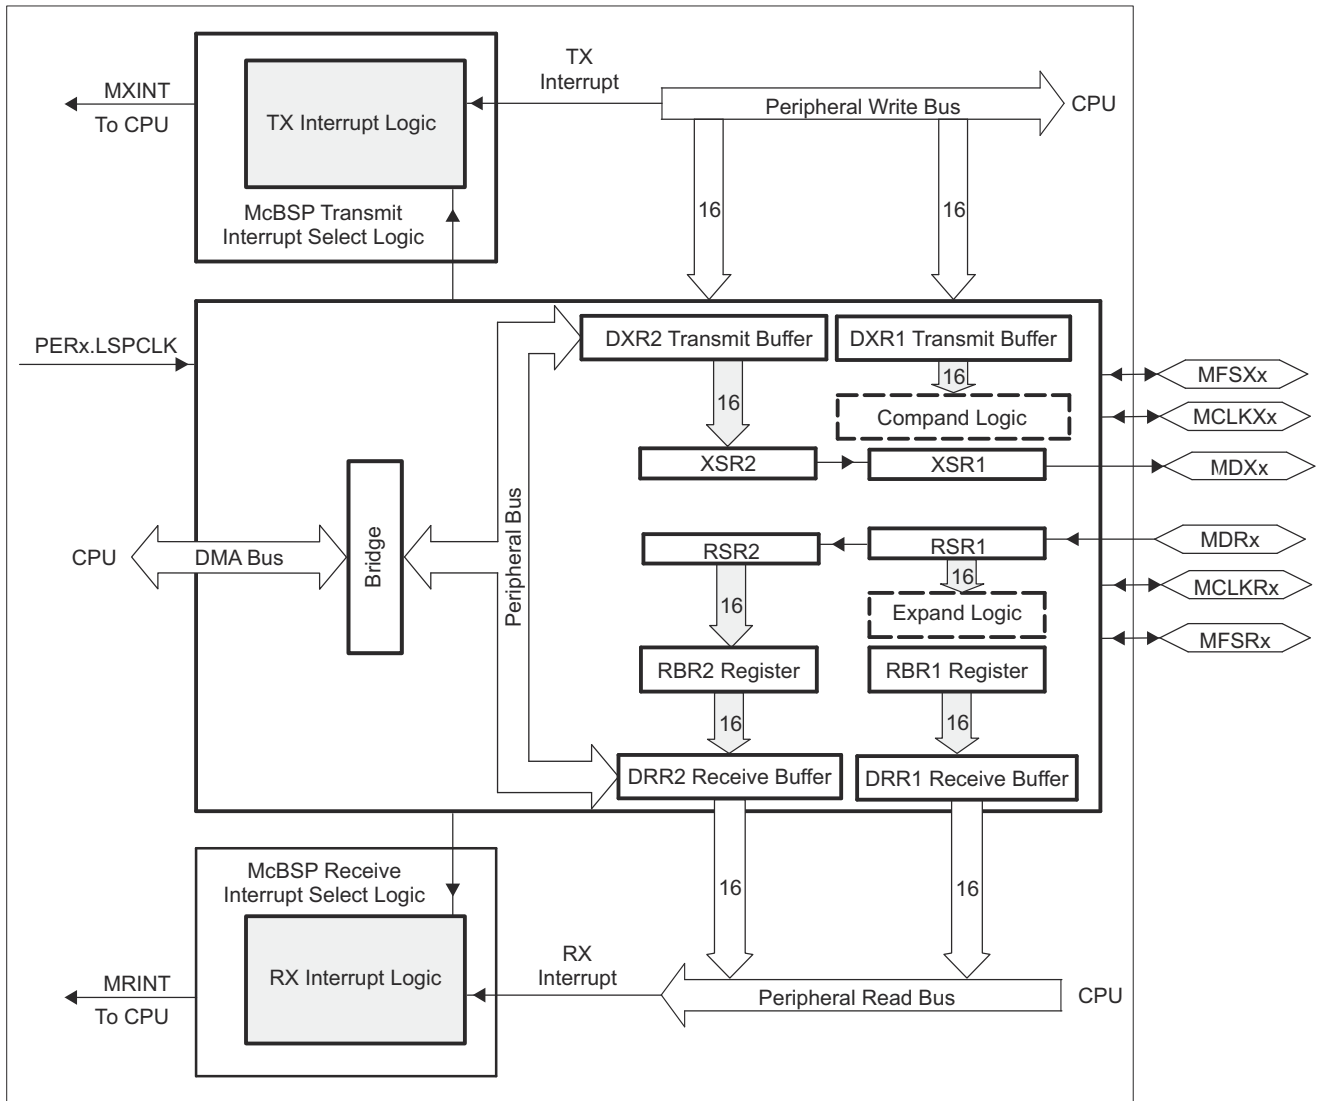 TX
Interrupt
MXINT
To CPU
TX Interrupt Logic
Peripheral Write Bus
CPU
McBSP Transmit
Interrupt Select Logic
16
16
PERx.LSPCLK
DXR2 Transmit Buffer
DXR1 Transmit Buffer
16
16
Compand Logic
XSR2
XSR1
MFSXx
MCLKXx
MDXx
CPU
DMA Bus
Bridge
Peripheral Bus
RSR2
RSR1
16
16
Expand Logic
MDRx
MCLKRx
MFSRx
RBR2 Register
RBR1 Register
16
16
DRR2 Receive Buffer
DRR1 Receive Buffer
McBSP Receive
Interrupt Select Logic
16
16
RX Interrupt Logic
RX
Interrupt
MRINT
To CPU
Peripheral Read Bus
CPU